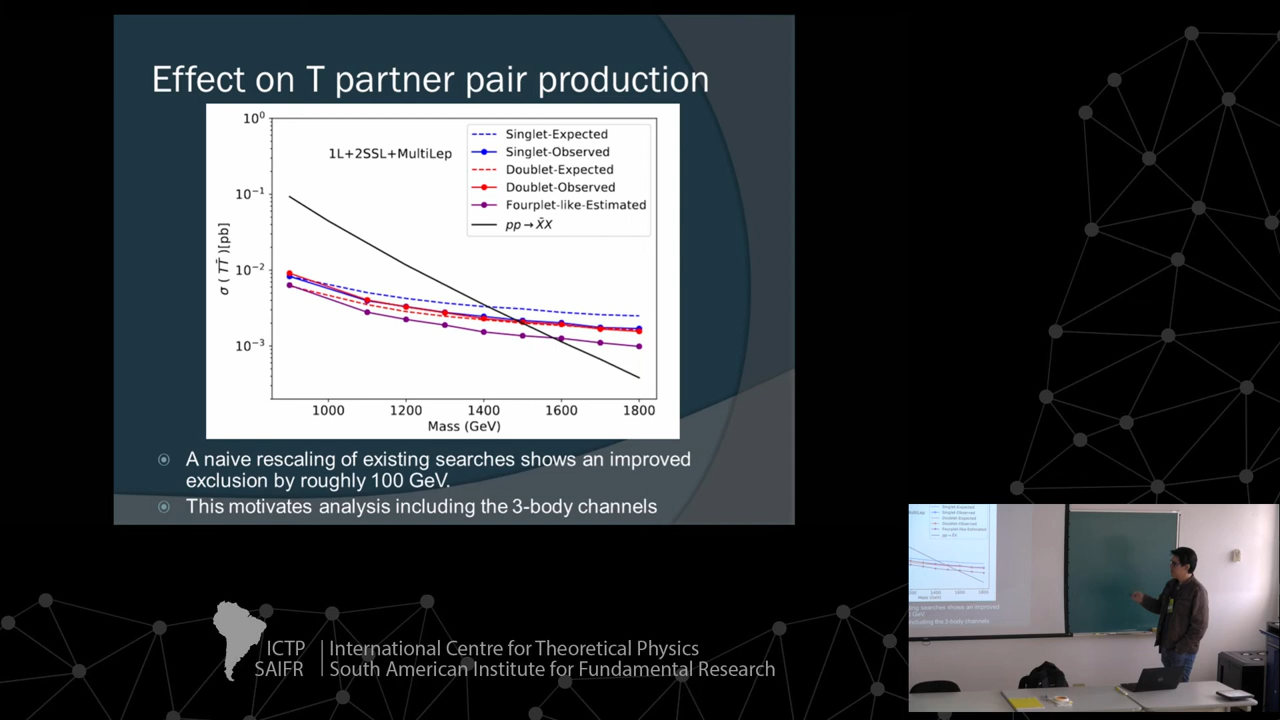 Effect on T partner pair production
1L+2SSL+MultiLep
Singlet-Expected
Singlet-Observed
Doublet-Expected
Doublet-Observed
Fourplet-like-Estimated
pp → X̄X
10⁰
10⁻¹
10⁻²
10⁻³
σ ( TT̄ )[pb]
1000 1200 1400 1600 1800
Mass (GeV)
A naive rescaling of existing searches shows an improved
exclusion by roughly 100 GeV.
This motivates analysis including the 3-body channels
ICTP
SAIFR
International Centre for Theoretical Physics
South American Institute for Fundamental Research